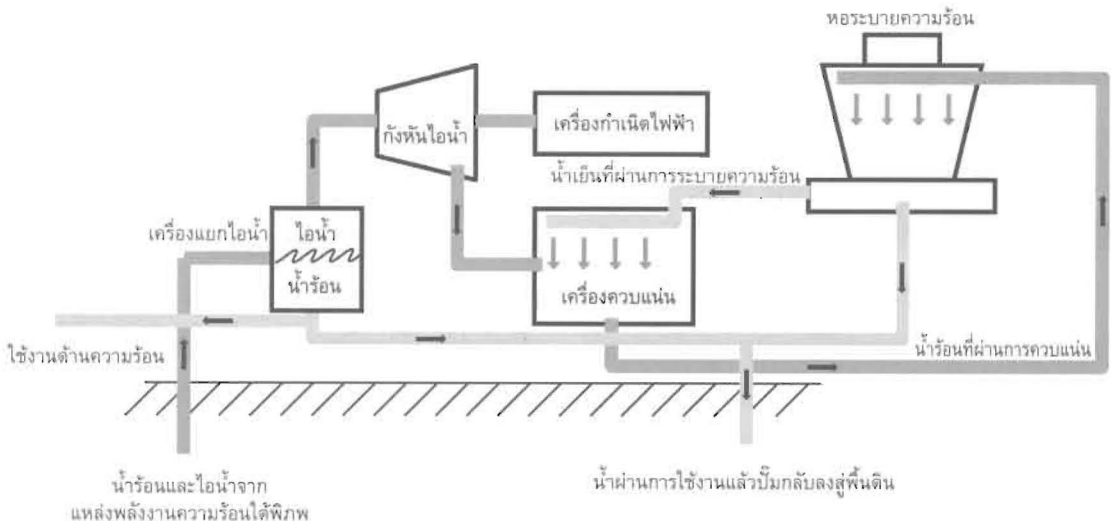 หอระบายความร้อน
กังหันไอน้ำ
เครื่องกำเนิดไฟฟ้า
น้ำเย็นที่ผ่านการระบายความร้อน
เครื่องแยกไอน้ำ
ไอน้ำ
น้ำร้อน
เครื่องควบแน่น
ใช้งานด้านความร้อน
น้ำร้อนที่ผ่านการควบแน่น
น้ำร้อนและไอน้ำจาก
แหล่งพลังงานความร้อนใต้พิภพ
น้ำผ่านการใช้งานแล้วปั๊มกลับลงสู่พื้นดิน